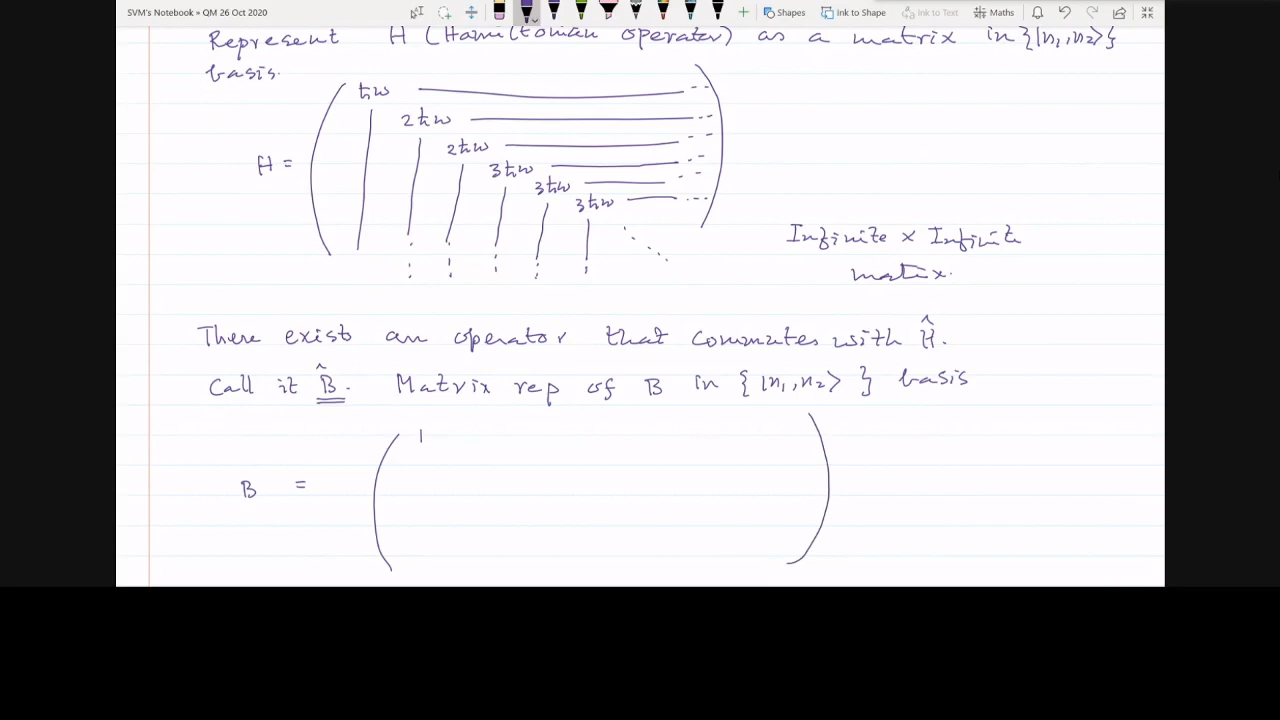 SVM's Notebook » QM 26 Oct 2020
Shapes Ink to Shape Ink to Text Maths
Represent H (Hamiltonian operator) as a matrix in {|n₁,n₂⟩}
basis.
ħω
2ħω
2ħω
H = 3ħω
3ħω
3ħω
Infinite × Infinite
matrix.
There exist an operator that commutes with Ĥ.
Call it B̂. Matrix rep of B in { |n₁,n₂⟩ } basis
1
B =